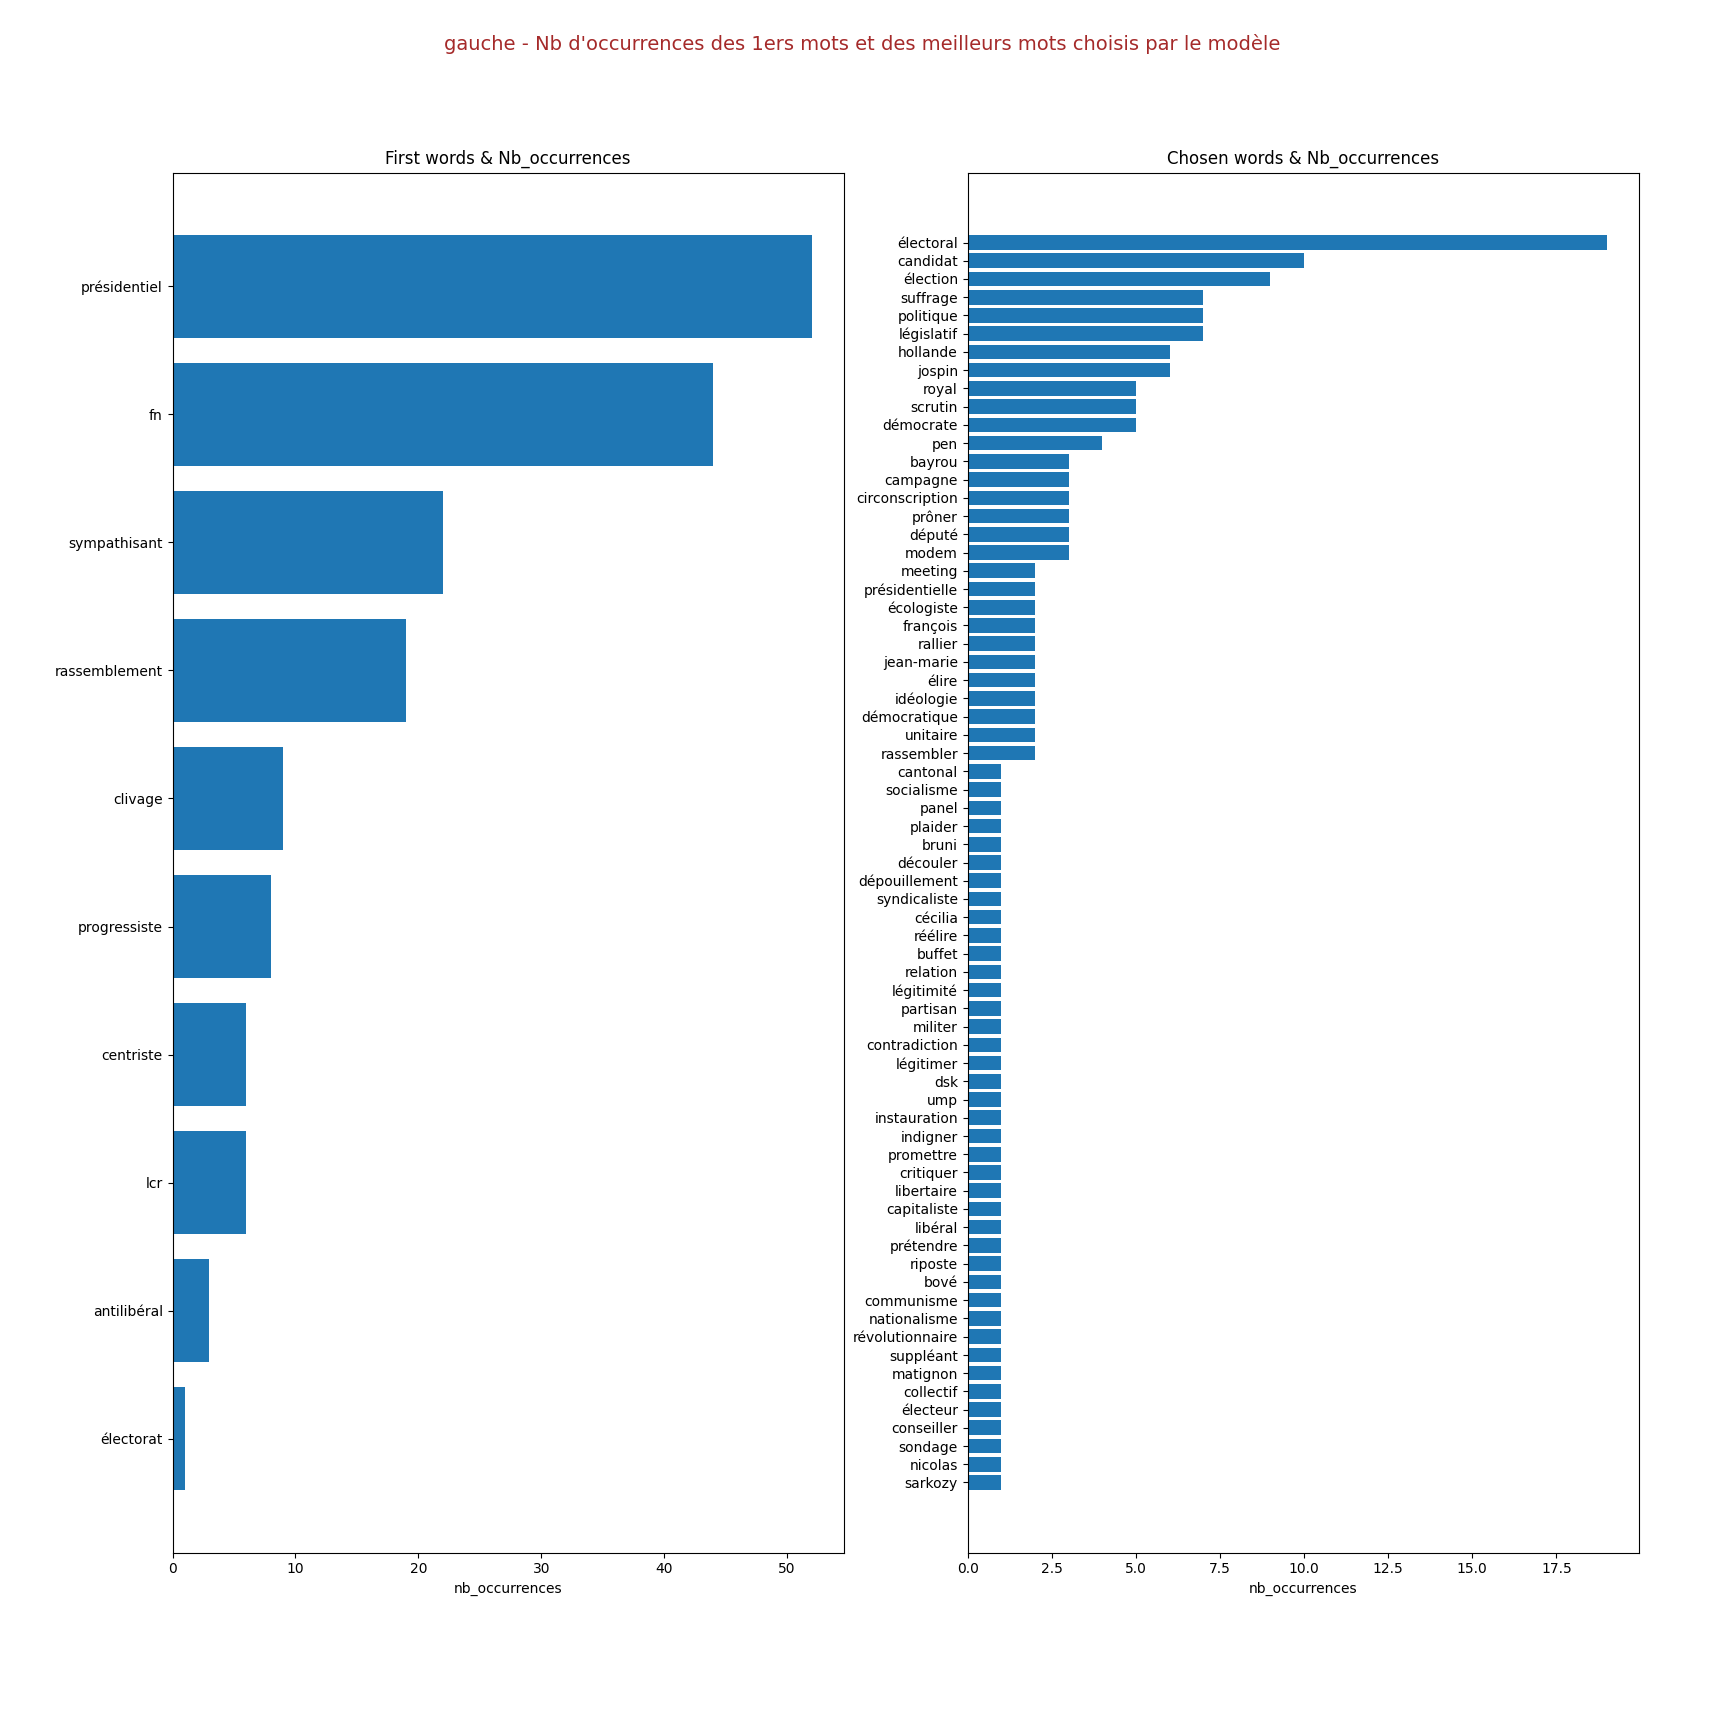 gauche - Nb d'occurrences des 1ers mots et des meilleurs mots choisis par le modèle
First words & Nb_occurrences
présidentiel
fn
sympathisant
rassemblement
clivage
progressiste
centriste
lcr
antilibéral
électorat
0 10 20 30 40 50
nb_occurrences
Chosen words & Nb_occurrences
électoral
candidat
élection
suffrage
politique
législatif
hollande
jospin
royal
scrutin
démocrate
pen
bayrou
campagne
circonscription
prôner
député
modem
meeting
présidentielle
écologiste
françois
rallier
jean-marie
élire
idéologie
démocratique
unitaire
rassembler
cantonal
socialisme
panel
plaider
bruni
découler
dépouillement
syndicaliste
cécilia
réélire
buffet
relation
légitimité
partisan
militer
contradiction
légitimer
dsk
ump
instauration
indigner
promettre
critiquer
libertaire
capitaliste
libéral
prétendre
riposte
bové
communisme
nationalisme
révolutionnaire
suppléant
matignon
collectif
électeur
conseiller
sondage
nicolas
sarkozy
0.0 2.5 5.0 7.5 10.0 12.5 15.0 17.5
nb_occurrences